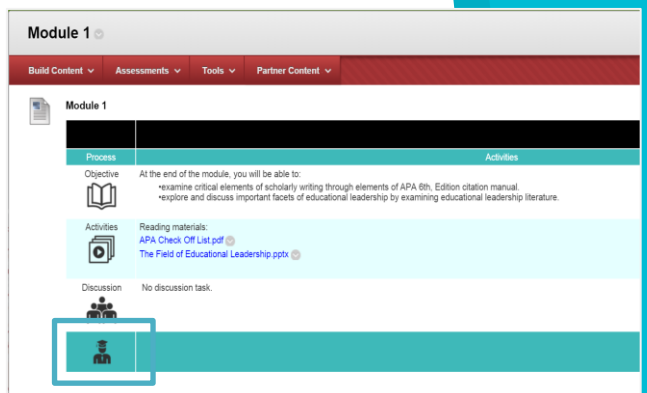 Module 1
Build Content Assessments Tools Partner Content
Module 1
Process Activities
Objective At the end of the module, you will be able to:
•examine critical elements of scholarly writing through elements of APA 6th, Edition citation manual.
•explore and discuss important facets of educational leadership by examining educational leadership literature.
Activities Reading materials:
APA Check Off List.pdf
The Field of Educational Leadership.pptx
Discussion No discussion task.